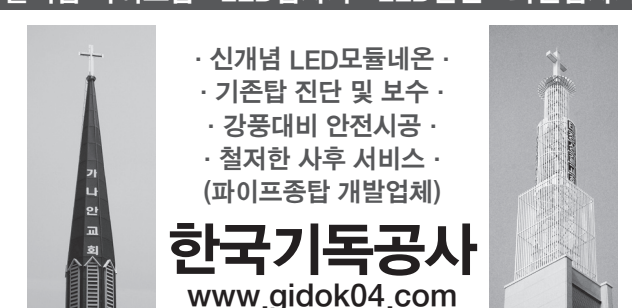 · 신개념 LED모듈네온 ·
· 기존탑 진단 및 보수 ·
· 강풍대비 안전시공 ·
· 철저한 사후 서비스 ·
(파이프종탑 개발업체)
한국기독공사
www.gidok04.com
가나안교회